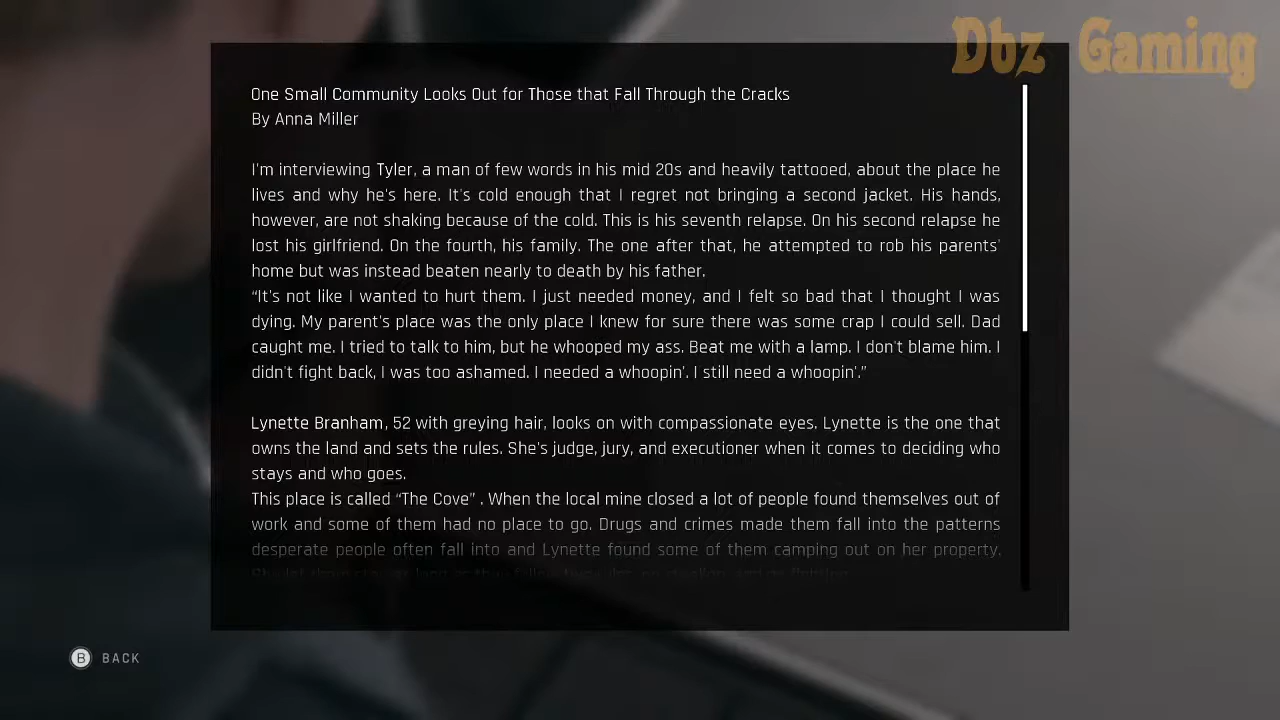 Dbz Gaming
One Small Community Looks Out for Those that Fall Through the Cracks
By Anna Miller
I'm interviewing Tyler, a man of few words in his mid 20s and heavily tattooed, about the place he
lives and why he's here. It's cold enough that I regret not bringing a second jacket. His hands,
however, are not shaking because of the cold. This is his seventh relapse. On his second relapse he
lost his girlfriend. On the fourth, his family. The one after that, he attempted to rob his parents'
home but was instead beaten nearly to death by his father.
“It's not like I wanted to hurt them. I just needed money, and I felt so bad that I thought I was
dying. My parent's place was the only place I knew for sure there was some crap I could sell. Dad
caught me. I tried to talk to him, but he whooped my ass. Beat me with a lamp. I don't blame him. I
didn't fight back, I was too ashamed. I needed a whoopin'. I still need a whoopin'.”
Lynette Branham, 52 with greying hair, looks on with compassionate eyes. Lynette is the one that
owns the land and sets the rules. She's judge, jury, and executioner when it comes to deciding who
stays and who goes.
This place is called “The Cove” . When the local mine closed a lot of people found themselves out of
work and some of them had no place to go. Drugs and crimes made them fall into the patterns
desperate people often fall into and Lynette found some of them camping out on her property.
B BACK